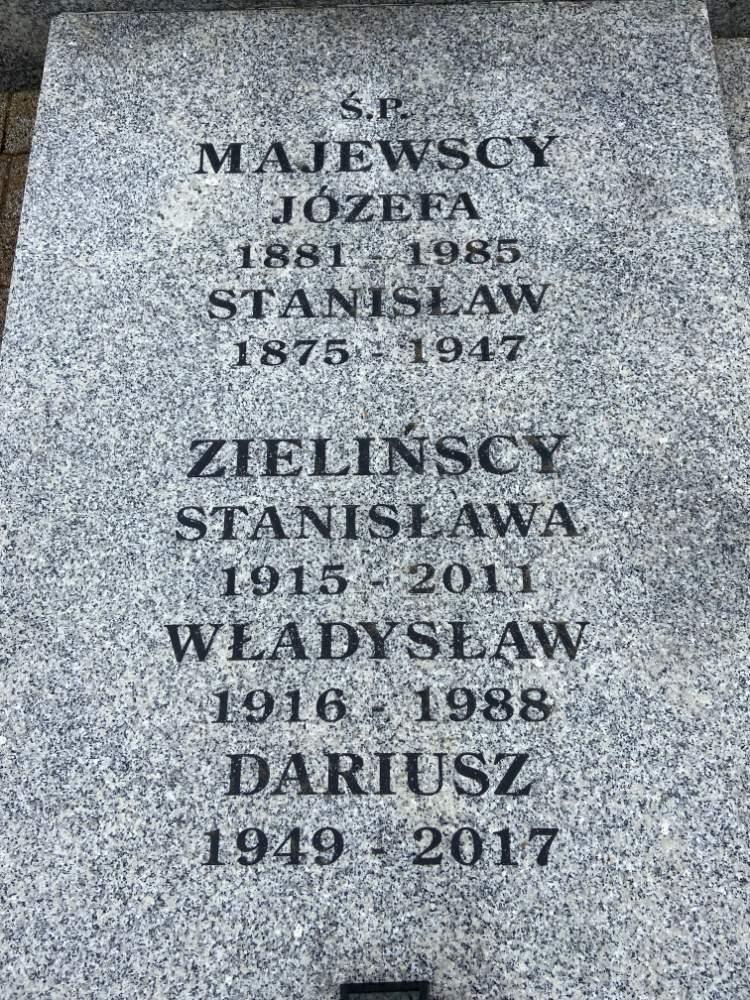 Ś.P.
MAJEWSCY
JÓZEFA
1881 - 1985
STANISŁAW
1875 - 1947
ZIELIŃSCY
STANISŁAWA
1915 - 2011
WŁADYSŁAW
1916 - 1988
DARIUSZ
1949 - 2017